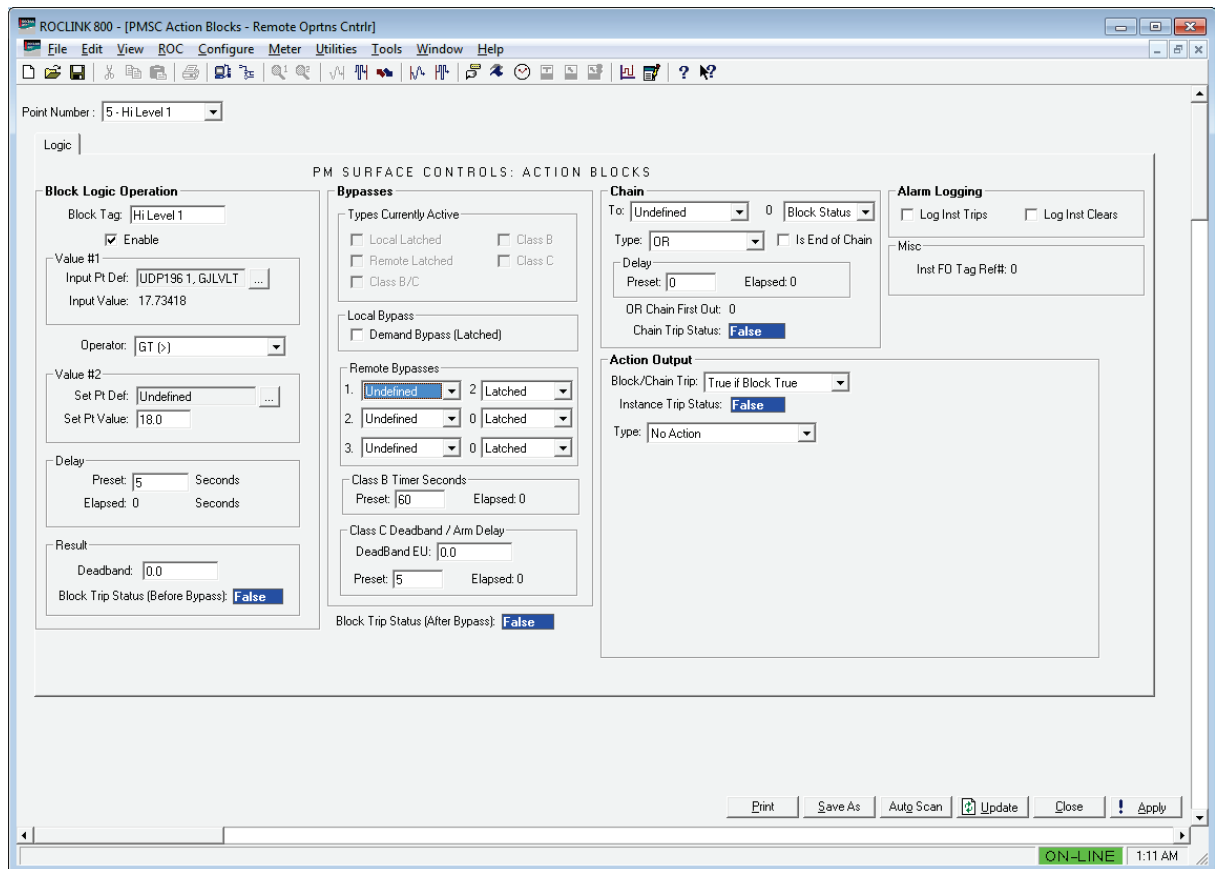 ROCLINK 800 - [PMSC Action Blocks - Remote Oprtns Cntrlr]
File Edit View ROC Configure Meter Utilities Tools Window Help
Point Number : 5 - Hi Level 1
Logic
PM SURFACE CONTROLS: ACTION BLOCKS
Block Logic Operation
Block Tag: Hi Level 1
Enable
Value #1
Input Pt Def: UDP196 1, GJLVLT ...
Input Value: 17.73418
Operator: GT (>)
Value #2
Set Pt Def: Undefined ...
Set Pt Value: 18.0
Delay
Preset: 5 Seconds
Elapsed: 0 Seconds
Result
Deadband: 0.0
Block Trip Status (Before Bypass): False
Bypasses
Types Currently Active
Local Latched Class B
Remote Latched Class C
Class B/C
Local Bypass
Demand Bypass (Latched)
Remote Bypasses
1. Undefined 2 Latched
2. Undefined 0 Latched
3. Undefined 0 Latched
Class B Timer Seconds
Preset: 60 Elapsed: 0
Class C Deadband / Arm Delay
DeadBand EU: 0.0
Preset: 5 Elapsed: 0
Block Trip Status (After Bypass): False
Chain
To: Undefined 0 Block Status
Type: OR Is End of Chain
Delay
Preset: 0 Elapsed: 0
OR Chain First Out: 0
Chain Trip Status: False
Action Output
Block/Chain Trip: True if Block True
Instance Trip Status: False
Type: No Action
Alarm Logging
Log Inst Trips Log Inst Clears
Misc
Inst FO Tag Ref#: 0
Print Save As Auto Scan Update Close ! Apply
ON-LINE 1:11 AM